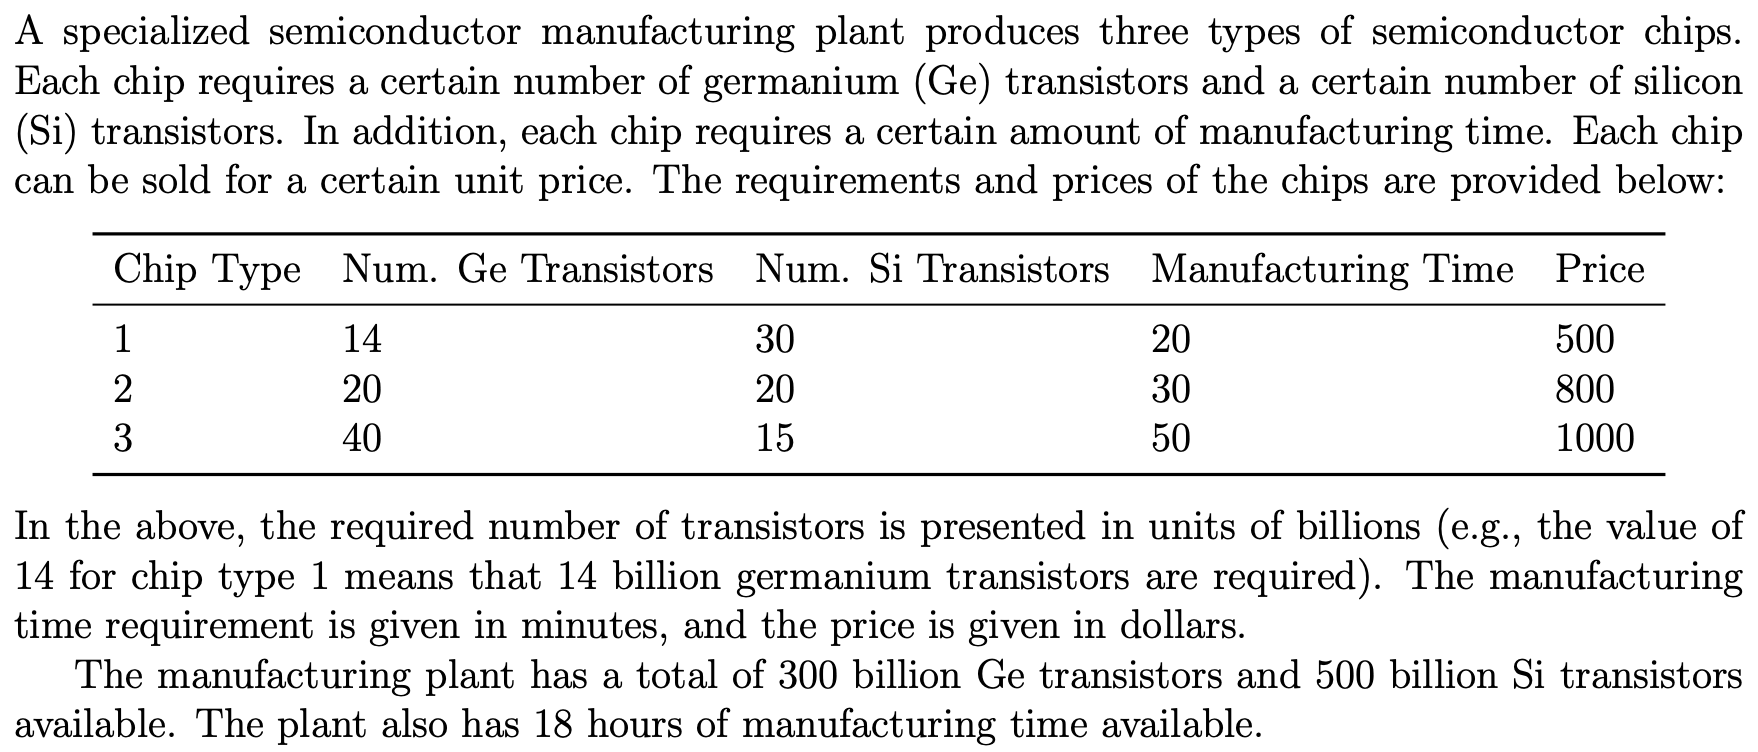 A specialized semiconductor manufacturing plant produces three types of semiconductor chips.
Each chip requires a certain number of germanium (Ge) transistors and a certain number of silicon
(Si) transistors. In addition, each chip requires a certain amount of manufacturing time. Each chip
can be sold for a certain unit price. The requirements and prices of the chips are provided below:
Chip Type Num. Ge Transistors Num. Si Transistors Manufacturing Time Price
1 14 30 20 500
2 20 20 30 800
3 40 15 50 1000
In the above, the required number of transistors is presented in units of billions (e.g., the value of
14 for chip type 1 means that 14 billion germanium transistors are required). The manufacturing
time requirement is given in minutes, and the price is given in dollars.
The manufacturing plant has a total of 300 billion Ge transistors and 500 billion Si transistors
available. The plant also has 18 hours of manufacturing time available.